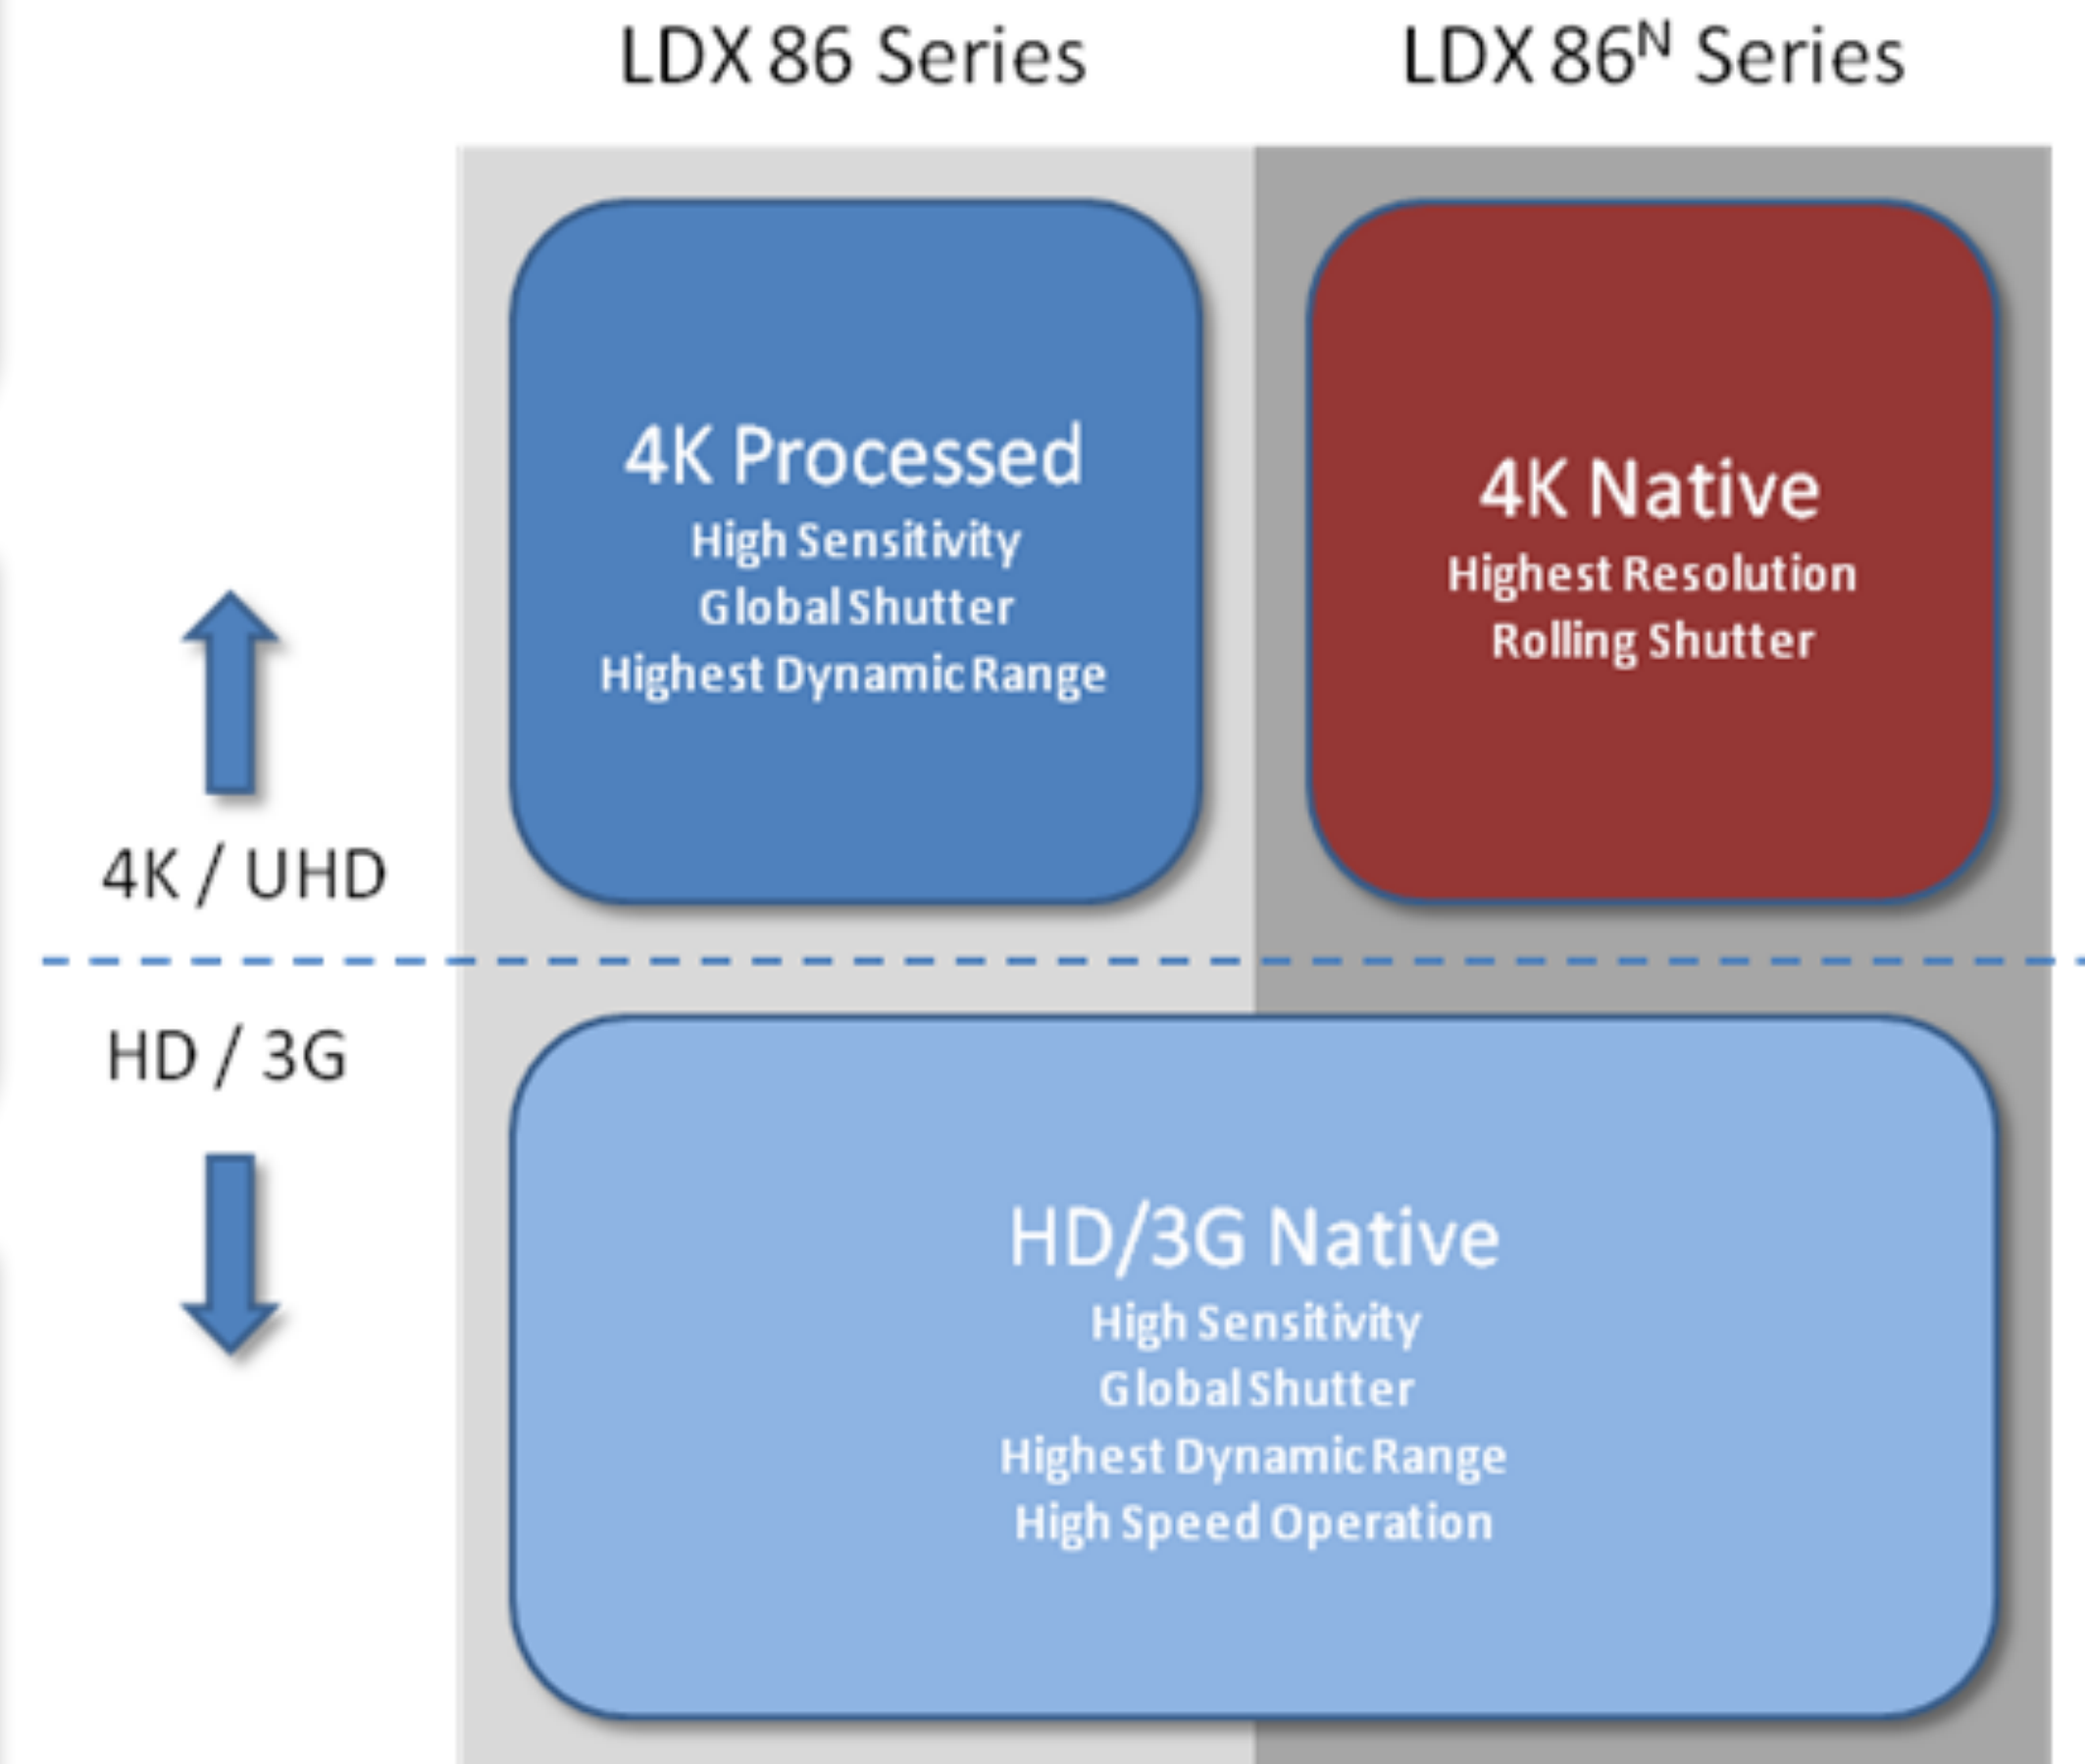 LDX 86 Series
LDX 86ᴺ Series
4K Processed
High Sensitivity
Global Shutter
Highest Dynamic Range
4K Native
Highest Resolution
Rolling Shutter
4K / UHD
HD / 3G
HD/3G Native
High Sensitivity
Global Shutter
Highest Dynamic Range
High Speed Operation